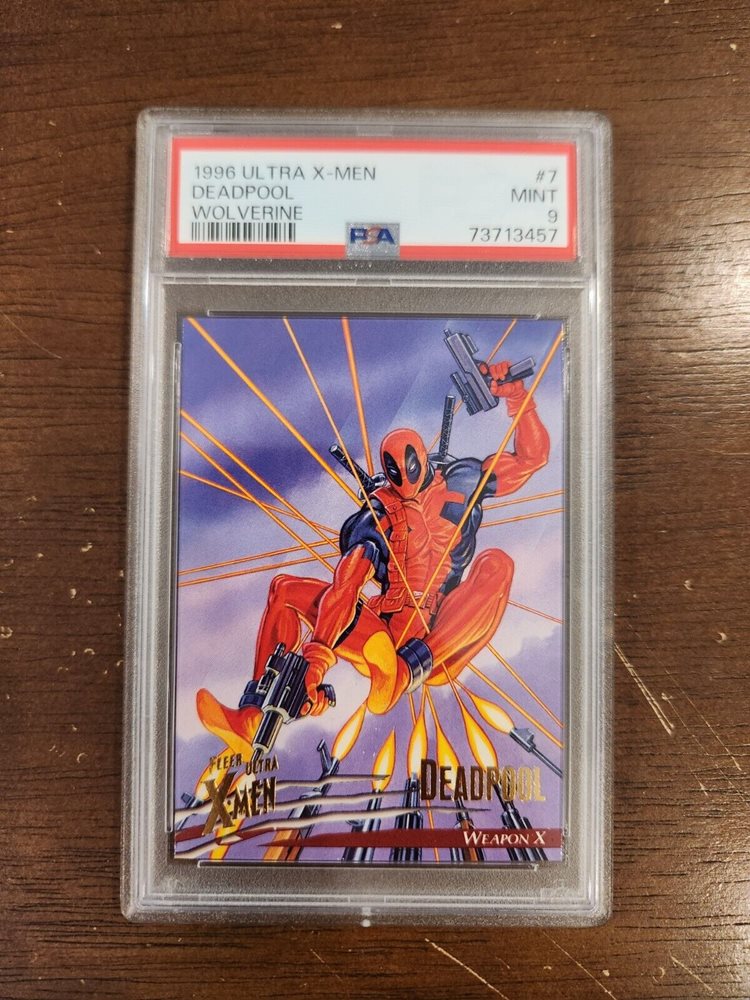 1996 ULTRA X-MEN #7
DEADPOOL MINT
WOLVERINE 9
PSA 73713457
FLEER ULTRA
X-MEN
DEADPOOL
WEAPON X